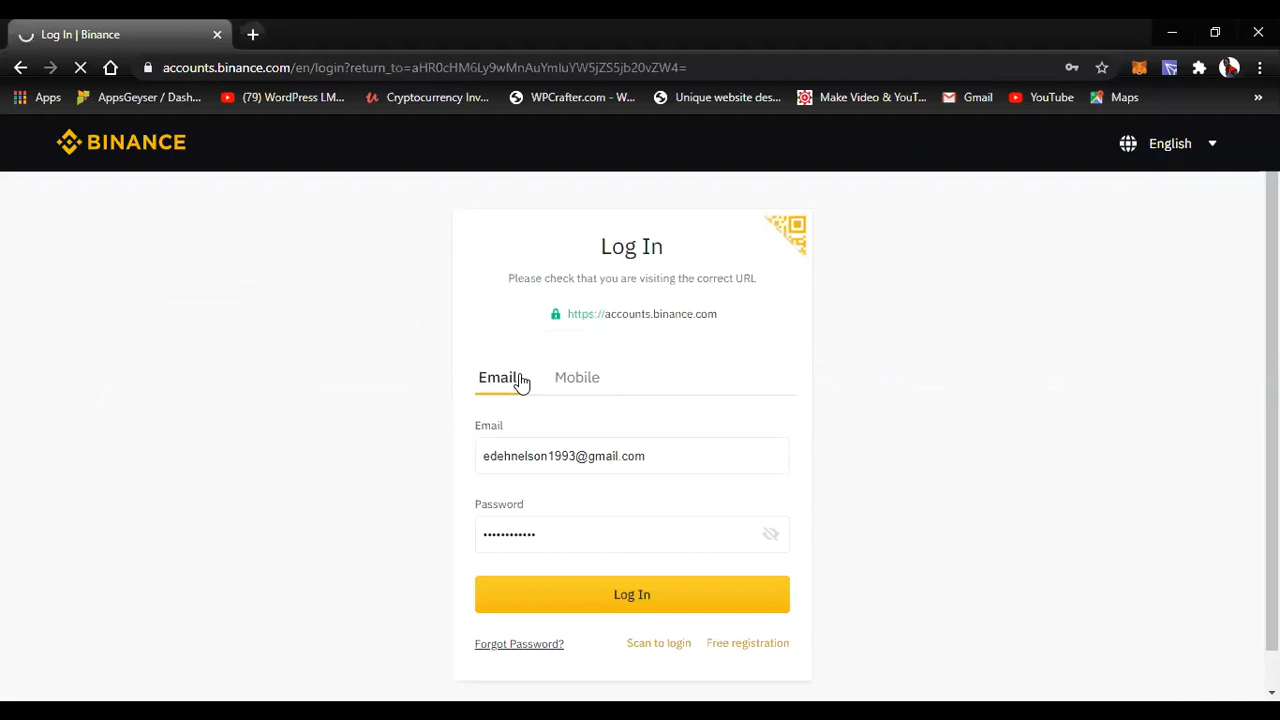 Log In | Binance
accounts.binance.com/en/login?return_to=aHR0cHM6Ly9wMnAuYmluYW5jZS5jb20vZW4=
Apps AppsGeyser / Dash... (79) WordPress LM... Cryptocurrency Inv... WPCrafter.com - W... Unique website des... Make Video & YouT... Gmail YouTube Maps »
BINANCE English
Log In
Please check that you are visiting the correct URL
https://accounts.binance.com
Email Mobile
Email
edehnelson1993@gmail.com
Password
••••••••••••
Log In
Forgot Password? Scan to login Free registration